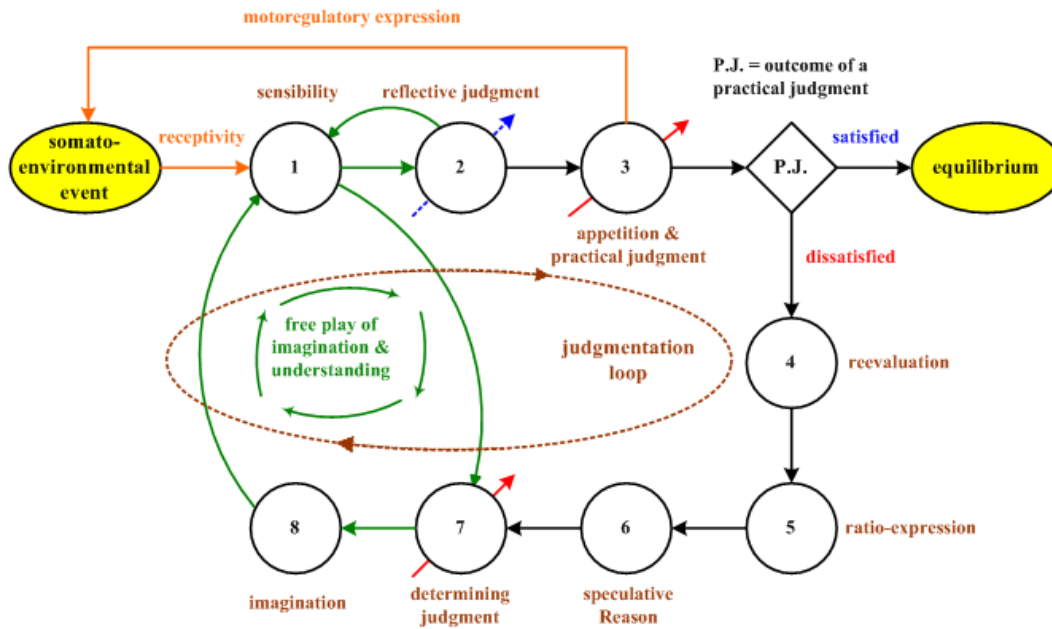 motoregulatory expression
P.J. = outcome of a
practical judgment
sensibility
reflective judgment
somato-
environmental
event
receptivity
1
2
3
P.J.
satisfied
equilibrium
appetition &
practical judgment
dissatisfied
free play of
imagination &
understanding
judgmentation
loop
4
reevaluation
8
7
6
5
ratio-expression
imagination
determining
judgment
speculative
Reason